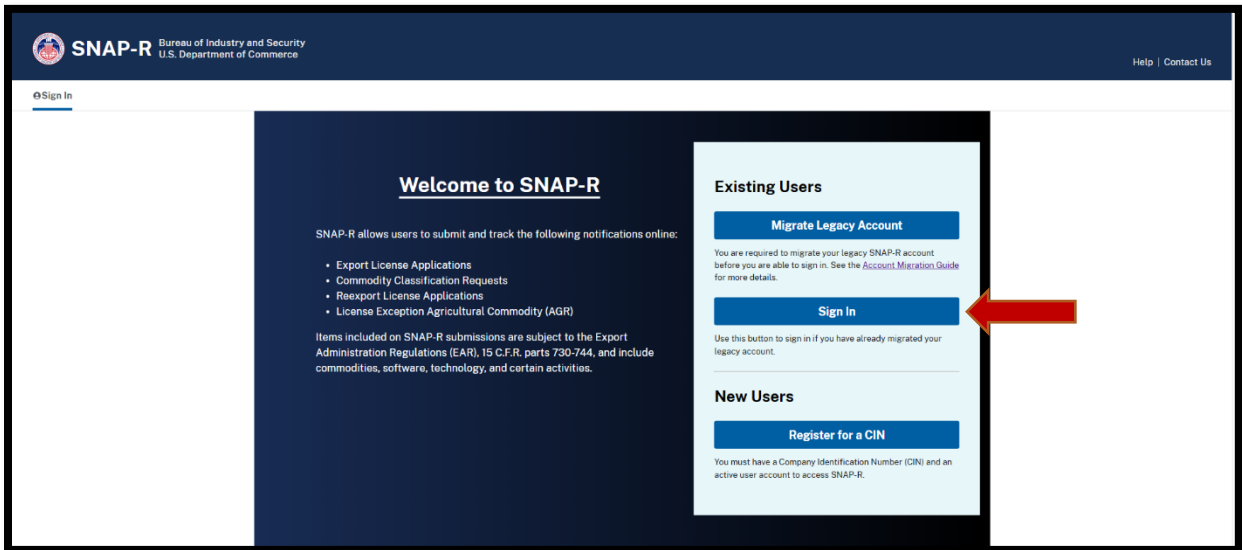 SNAP-R
Bureau of Industry and Security
U.S. Department of Commerce
Help | Contact Us
Sign In
Welcome to SNAP-R
SNAP-R allows users to submit and track the following notifications online:
• Export License Applications
• Commodity Classification Requests
• Reexport License Applications
• License Exception Agricultural Commodity (AGR)
Items included on SNAP-R submissions are subject to the Export
Administration Regulations (EAR), 15 C.F.R. parts 730-744, and include
commodities, software, technology, and certain activities.
Existing Users
Migrate Legacy Account
You are required to migrate your legacy SNAP-R account
before you are able to sign in. See the Account Migration Guide
for more details.
Sign In
Use this button to sign in if you have already migrated your
legacy account.
New Users
Register for a CIN
You must have a Company Identification Number (CIN) and an
active user account to access SNAP-R.